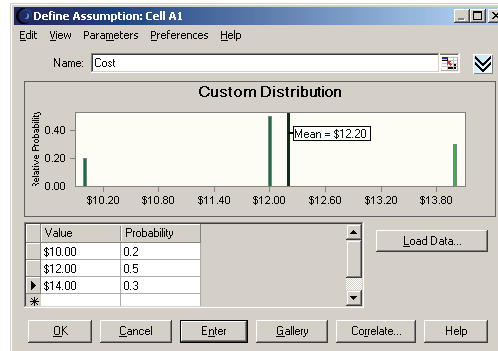 Define Assumption: Cell A1
Edit View Parameters Preferences Help
Name: Cost
Custom Distribution
Relative Probability
0.40
0.20
0.00
Mean = $12.20
$10.20 $10.80 $11.40 $12.00 $12.60 $13.20 $13.80
Value Probability
$10.00 0.2
$12.00 0.5
$14.00 0.3
Load Data...
OK Cancel Enter Gallery Correlate... Help